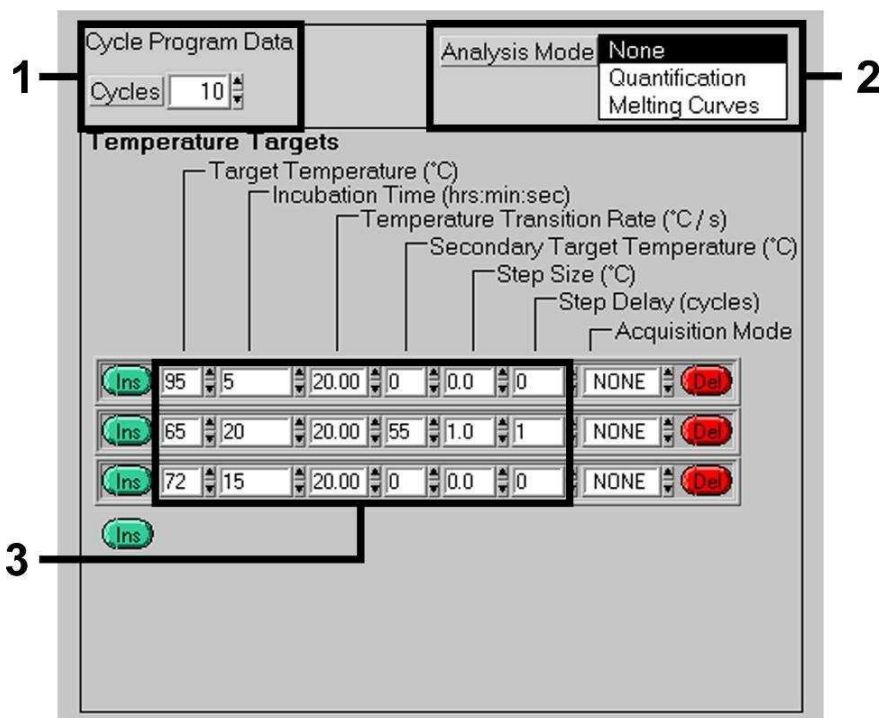 Cycle Program Data
1
Cycles 10
Analysis Mode None
Quantification
Melting Curves
2
Temperature Targets
Target Temperature (°C)
Incubation Time (hrs:min:sec)
Temperature Transition Rate (°C / s)
Secondary Target Temperature (°C)
Step Size (°C)
Step Delay (cycles)
Acquisition Mode
Ins 95 5 20.00 0 0.0 0 NONE Del
Ins 65 20 20.00 55 1.0 1 NONE Del
Ins 72 15 20.00 0 0.0 0 NONE Del
Ins
3